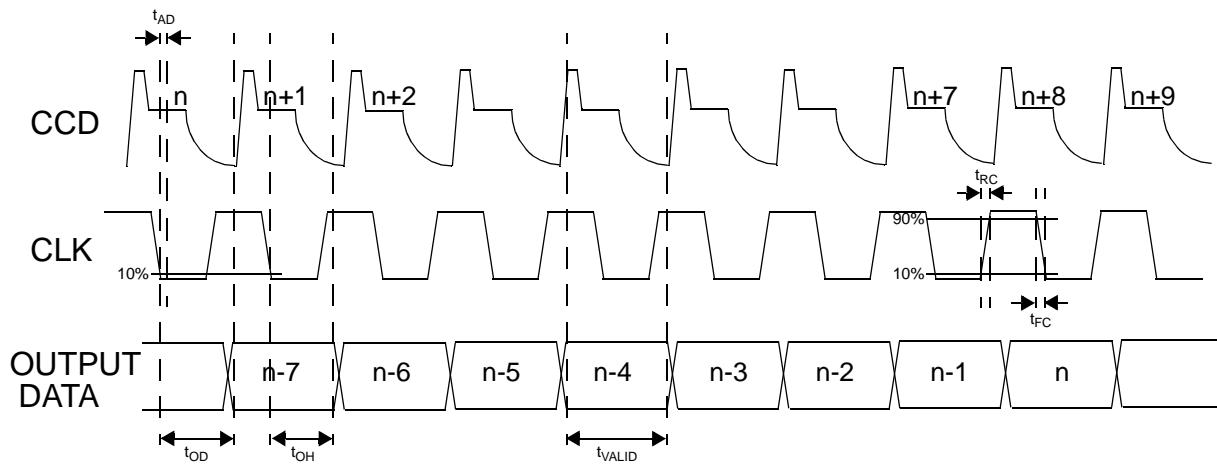 tAD
CCD
n
n+1
n+2
n+7
n+8
n+9
tRC
CLK
90%
10%
10%
tFC
OUTPUT
DATA
n-7
n-6
n-5
n-4
n-3
n-2
n-1
n
tOD
tOH
tVALID